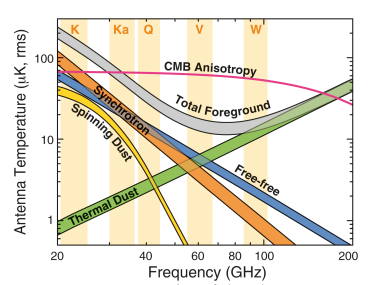 K Ka Q V W
100
10
1
Antenna Temperature (μK, rms)
CMB Anisotropy
Total Foreground
Synchrotron
Spinning Dust
Free-free
Thermal Dust
20 40 60 80 100 200
Frequency (GHz)